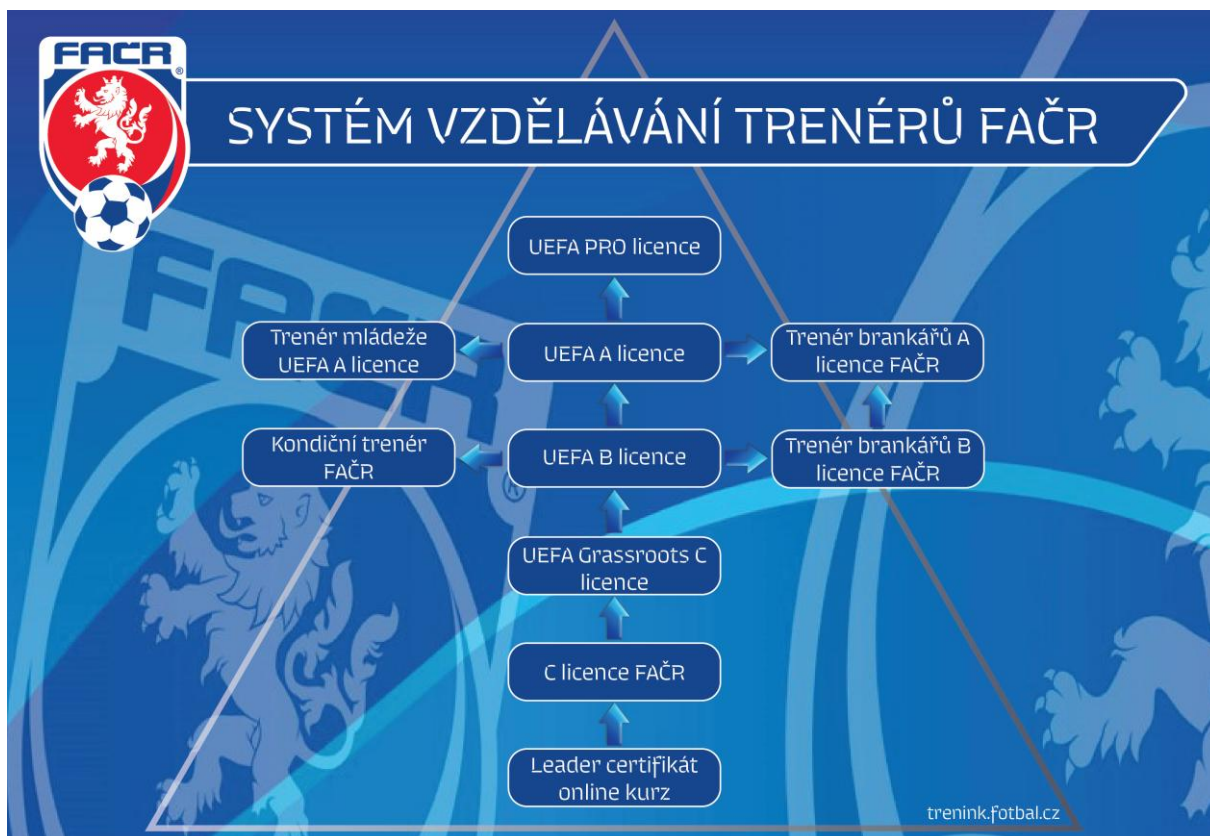 FAČR
®
SYSTÉM VZDĚLÁVÁNÍ TRENÉRŮ FAČR
UEFA PRO licence
Trenér mládeže
UEFA A licence
UEFA A licence
Trenér brankářů A
licence FAČR
Kondiční trenér
FAČR
UEFA B licence
Trenér brankářů B
licence FAČR
UEFA Grassroots C
licence
C licence FAČR
Leader certifikát
online kurz
trenink.fotbal.cz
FAČR
®